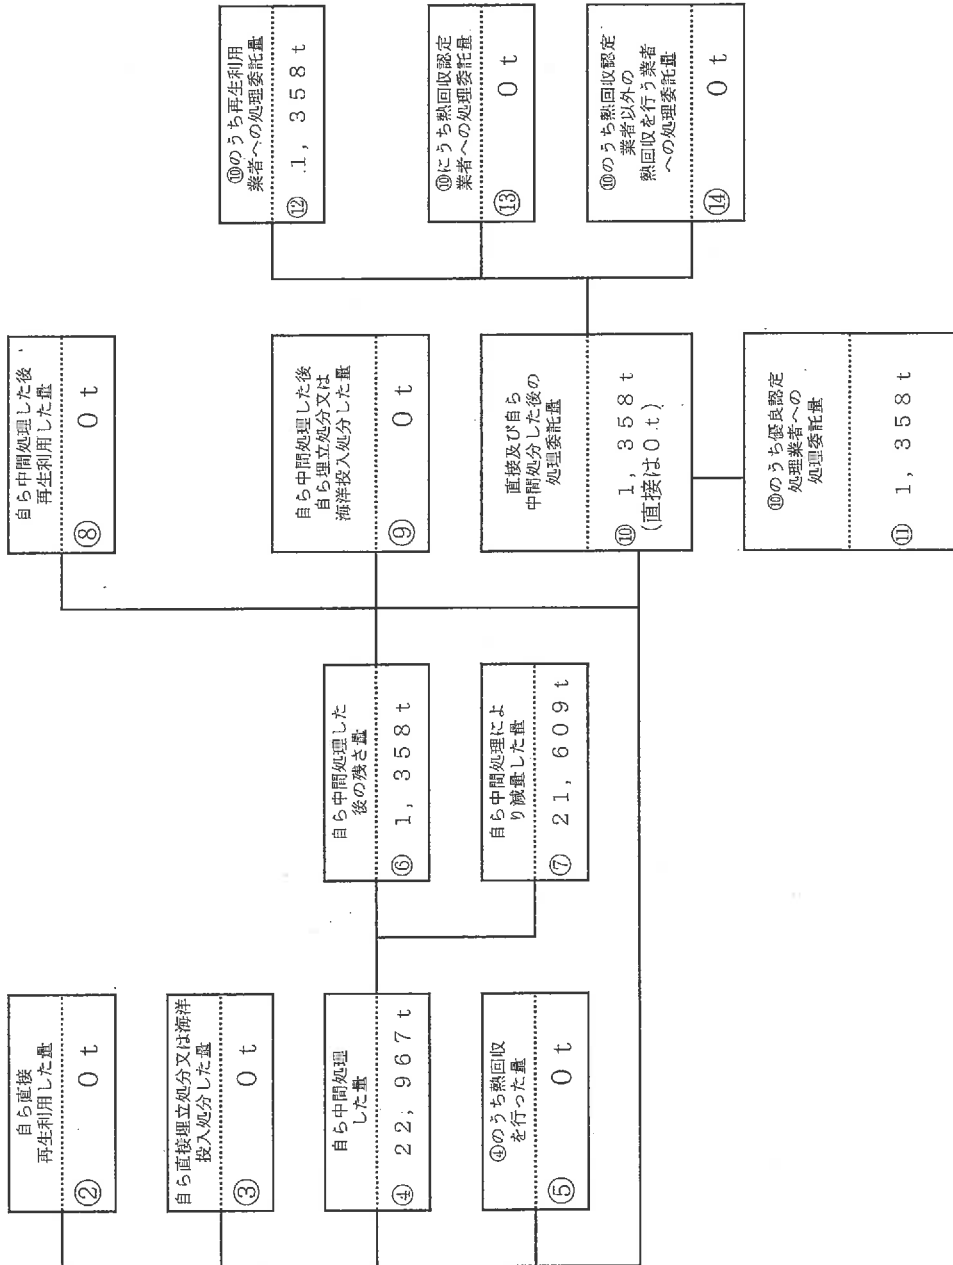 自ら直接
再生利用した量
② 0 t
自ら直接埋立処分又は海洋
投入処分した量
③ 0 t
自ら中間処理
した量
④ 22, 967 t
④のうち熱回収
を行った量
⑤ 0 t
自ら中間処理した
後の残さ量
⑥ 1, 358 t
自ら中間処理によ
り減量した量
⑦ 21, 609 t
自ら中間処理した後
再生利用した量
⑧ 0 t
自ら中間処理した後
自ら埋立処分又は
海洋投入処分した量
⑨ 0 t
直接及び自ら
中間処分した後の
処理委託量
⑩ 1, 358 t
(直接は0.t)
⑩のうち優良認定
処理業者への
処理委託量
⑪ 1, 358 t
⑩のうち再生利用
業者への処理委託量
⑫ .1, 358 t
⑩にうち熱回収認定
業者への処理委託量
⑬ 0 t
⑩のうち熱回収認定
業者以外の
熱回収を行う業者
への処理委託量
⑭ 0 t